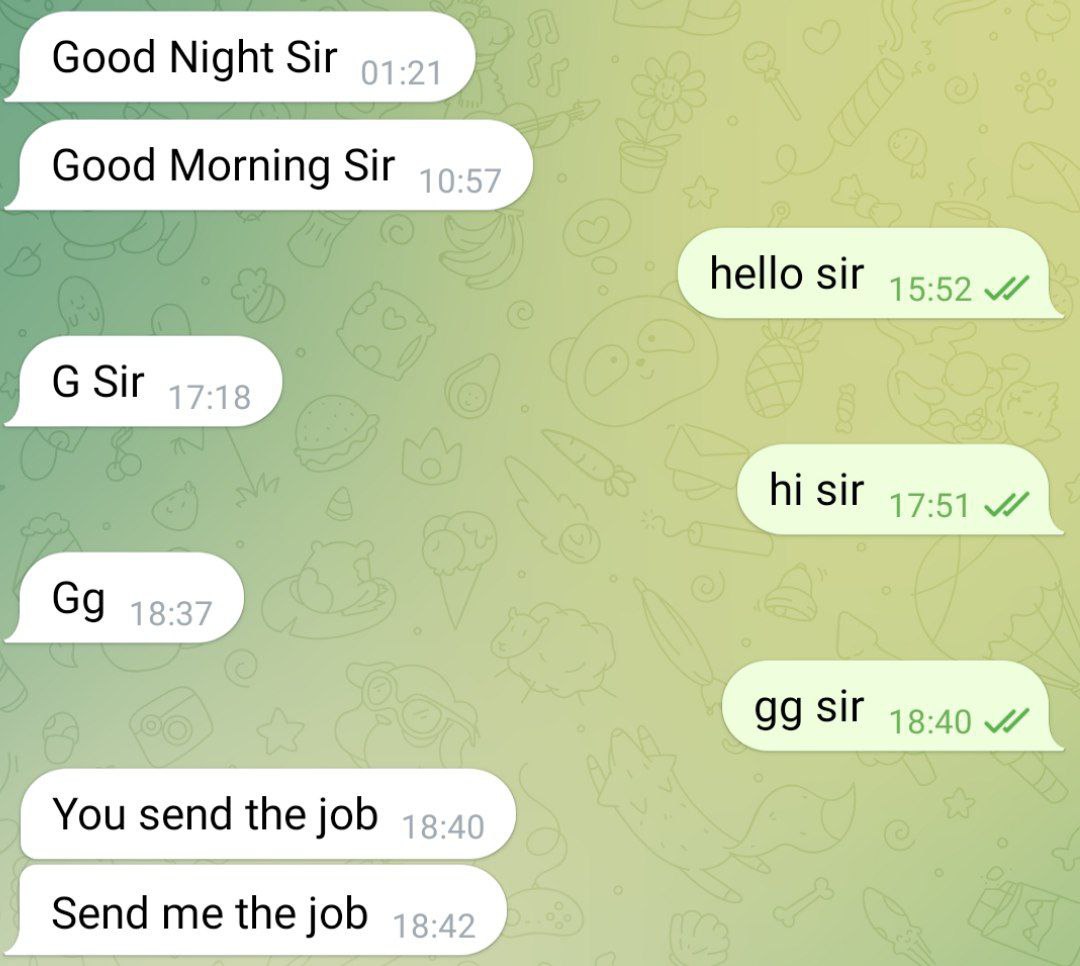 Good Night Sir 01:21
Good Morning Sir 10:57
hello sir 15:52
G Sir 17:18
hi sir 17:51
Gg 18:37
gg sir 18:40
You send the job 18:40
Send me the job 18:42